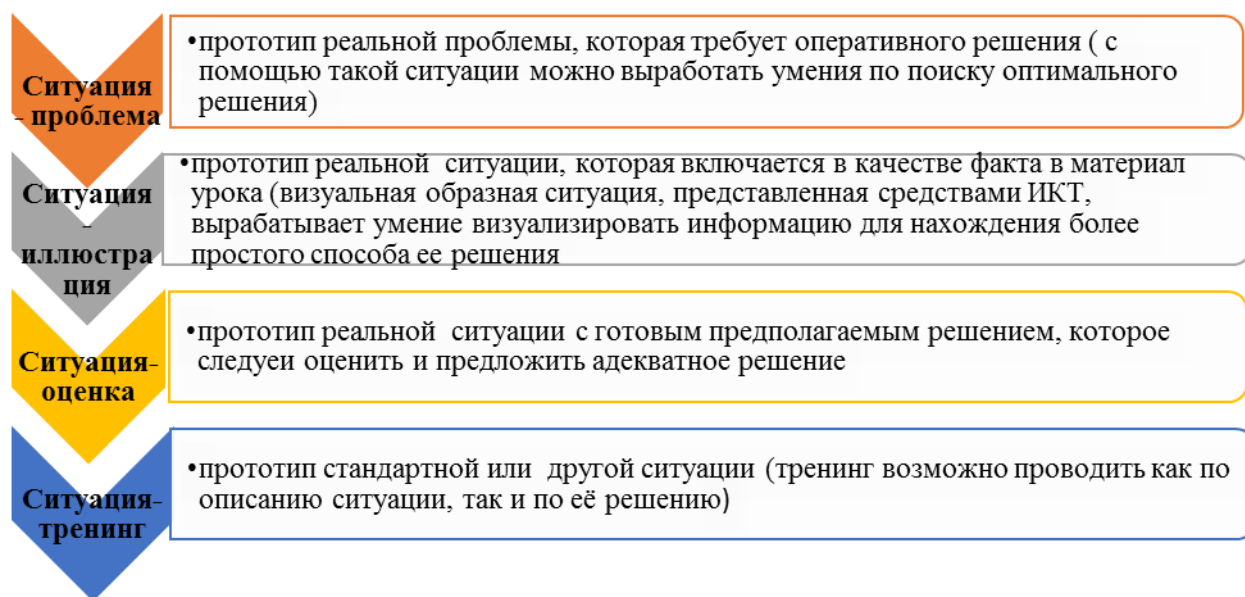 Ситуация
- проблема
•прототип реальной проблемы, которая требует оперативного решения ( с
помощью такой ситуации можно выработать умения по поиску оптимального
решения)
Ситуация
-
иллюстра
ция
•прототип реальной  ситуации, которая включается в качестве факта в материал
урока (визуальная образная ситуация, представленная средствами ИКТ,
вырабатывает умение визуализировать информацию для нахождения более
простого способа ее решения
Ситуация-
оценка
•прототип реальной  ситуации с готовым предполагаемым решением, которое
следуеи оценить и предложить адекватное решение
Ситуация-
тренинг
•прототип стандартной или  другой ситуации (тренинг возможно проводить как по
описанию ситуации, так и по её решению)